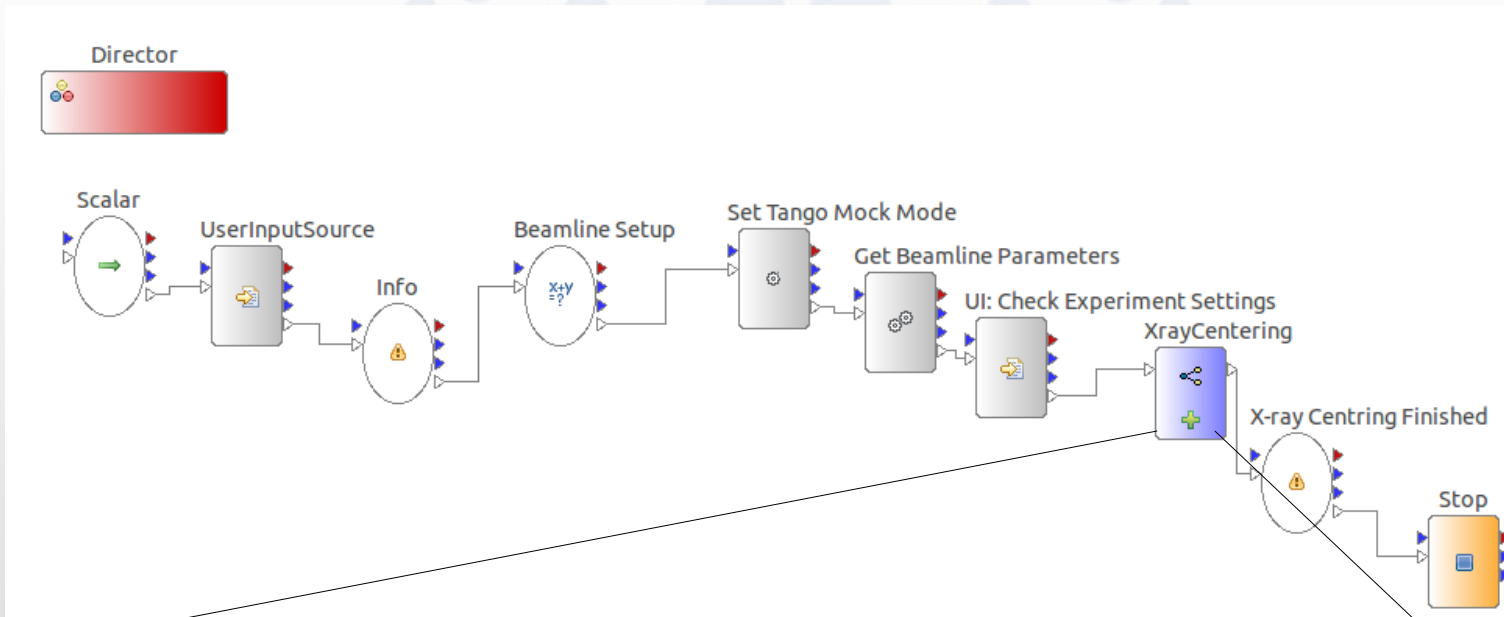 Director
Scalar
UserInputSource
Info
Beamline Setup
x+y
=?
Set Tango Mock Mode
Get Beamline Parameters
UI: Check Experiment Settings
XrayCentering
X-ray Centring Finished
Stop